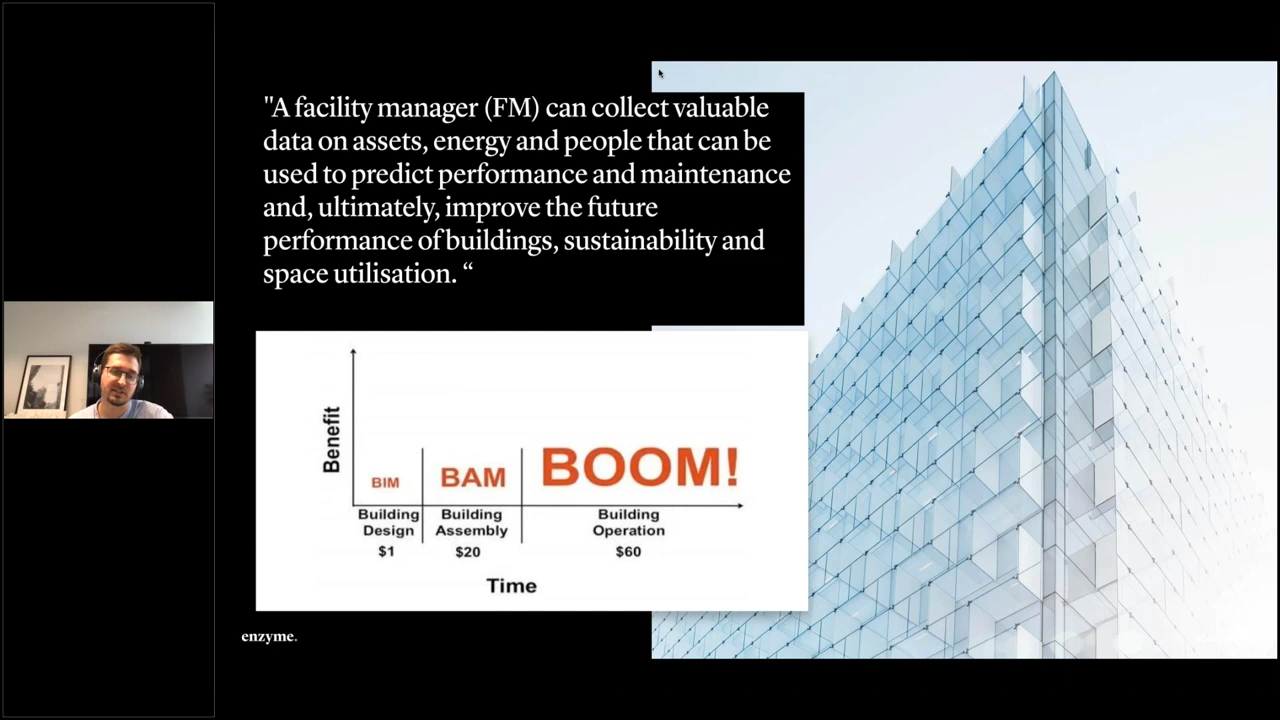 "A facility manager (FM) can collect valuable
data on assets, energy and people that can be
used to predict performance and maintenance
and, ultimately, improve the future
performance of buildings, sustainability and
space utilisation. “
Benefit
BIM
BAM
BOOM!
Building
Design
$1
Building
Assembly
$20
Building
Operation
$60
Time
enzyme.